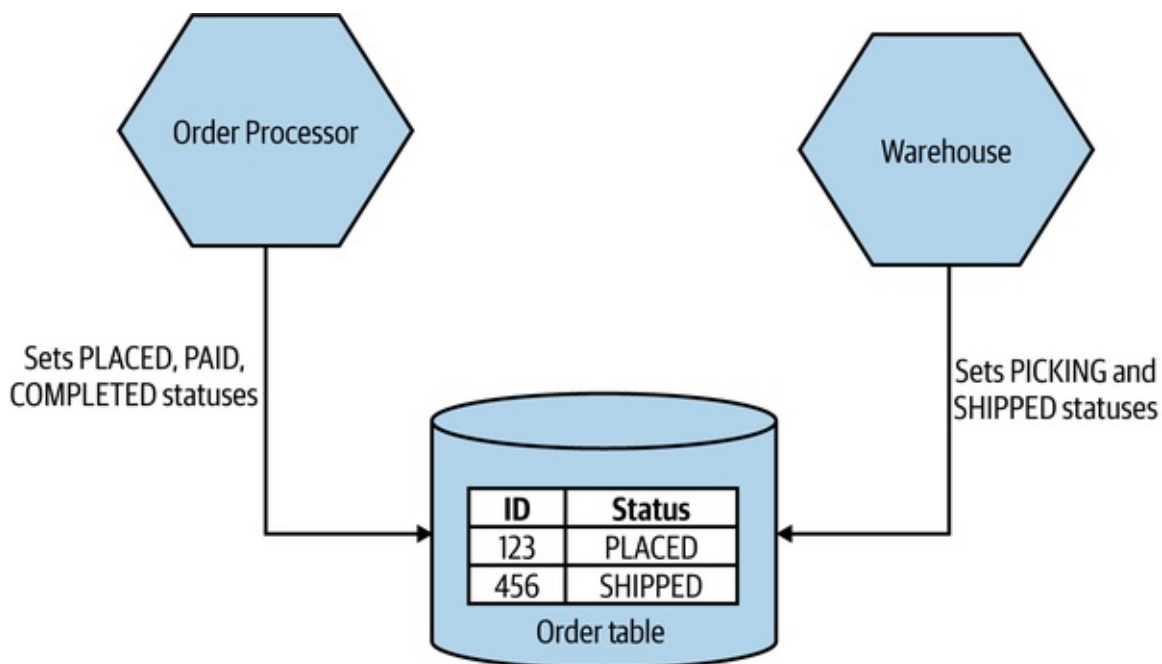 Order Processor
Warehouse
Sets PLACED, PAID,
COMPLETED statuses
Sets PICKING and
SHIPPED statuses
ID Status
123 PLACED
456 SHIPPED
Order table